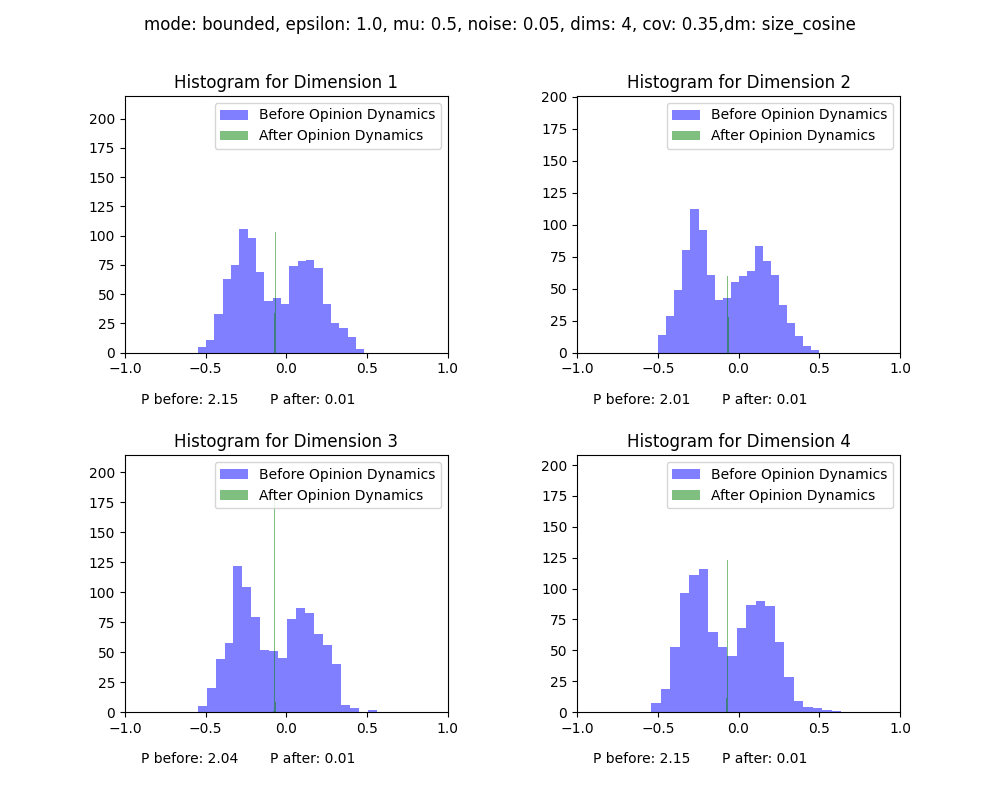 mode: bounded, epsilon: 1.0, mu: 0.5, noise: 0.05, dims: 4, cov: 0.35,dm: size_cosine
Histogram for Dimension 1
Before Opinion Dynamics
After Opinion Dynamics
200
175
150
125
100
75
50
25
0
−1.0 −0.5 0.0 0.5 1.0
P before: 2.15 P after: 0.01
Histogram for Dimension 2
Before Opinion Dynamics
After Opinion Dynamics
200
175
150
125
100
75
50
25
0
−1.0 −0.5 0.0 0.5 1.0
P before: 2.01 P after: 0.01
Histogram for Dimension 3
Before Opinion Dynamics
After Opinion Dynamics
200
175
150
125
100
75
50
25
0
−1.0 −0.5 0.0 0.5 1.0
P before: 2.04 P after: 0.01
Histogram for Dimension 4
Before Opinion Dynamics
After Opinion Dynamics
200
175
150
125
100
75
50
25
0
−1.0 −0.5 0.0 0.5 1.0
P before: 2.15 P after: 0.01